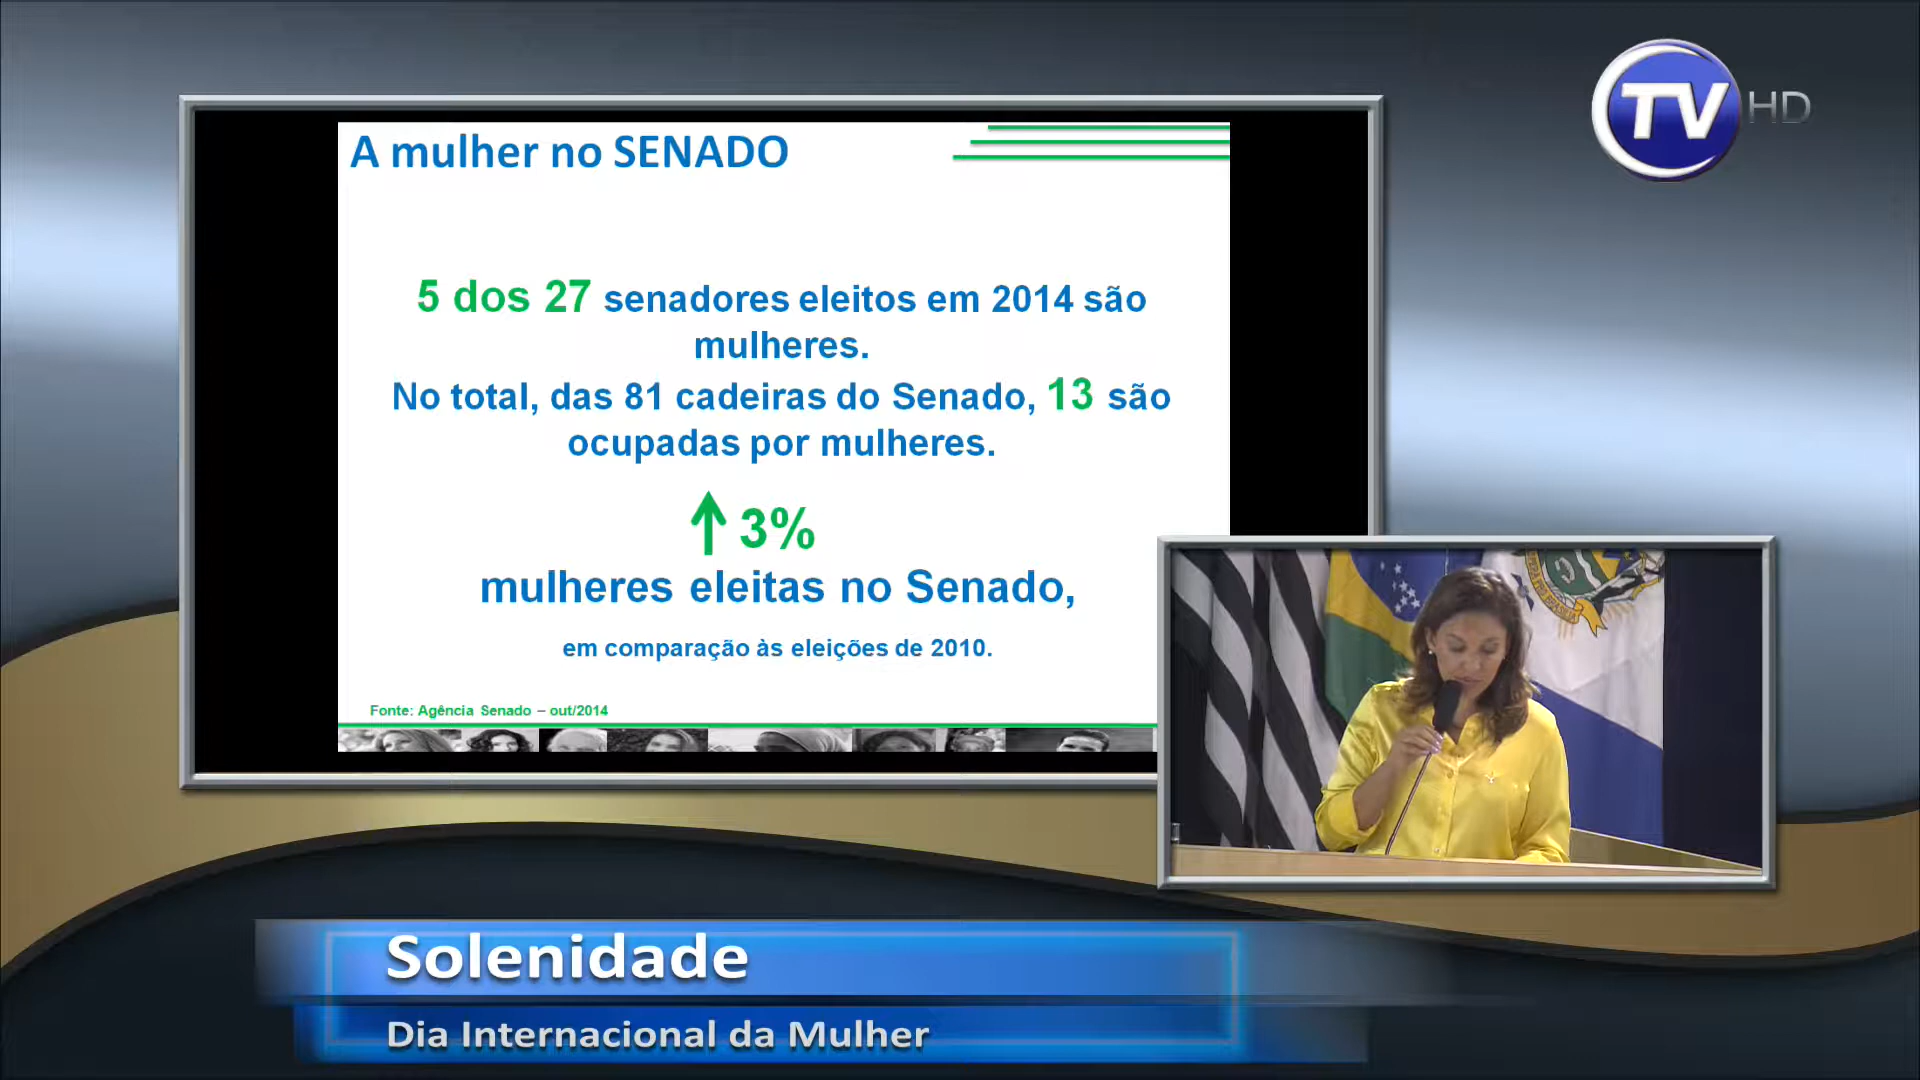 TV HD
A mulher no SENADO
5 dos 27 senadores eleitos em 2014 são
mulheres.
No total, das 81 cadeiras do Senado, 13 são
ocupadas por mulheres.
3%
mulheres eleitas no Senado,
em comparação às eleições de 2010.
Fonte: Agência Senado – out/2014
Solenidade
Dia Internacional da Mulher